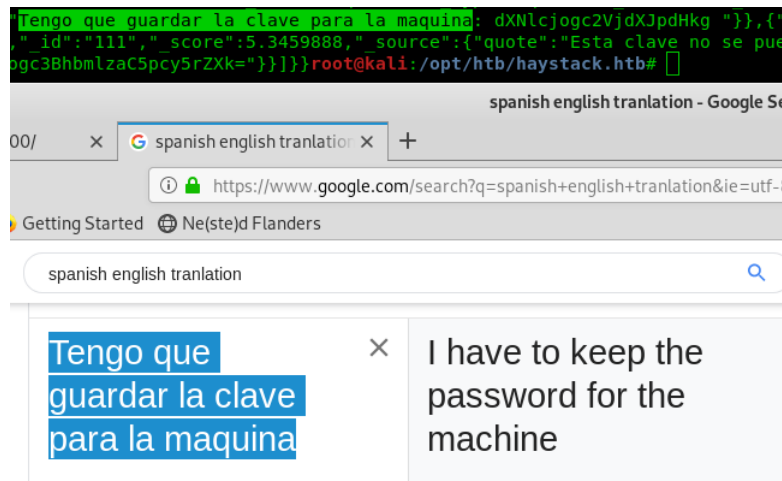 "Tengo que guardar la clave para la maquina: dXNlcjogc2VjdXJpdHkg "}},{"
,"_id":"111","_score":5.3459888,"_source":{"quote":"Esta clave no se pue
ogc3BhbmlzaC5pcy5rZXk="}}]}}root@kali:/opt/htb/haystack.htb#
spanish english tranlation - Google Se
00/
spanish english tranlation
https://www.google.com/search?q=spanish+english+tranlation&ie=utf-
Getting Started Ne(ste)d Flanders
spanish english tranlation
Tengo que
guardar la clave
para la maquina
I have to keep the
password for the
machine